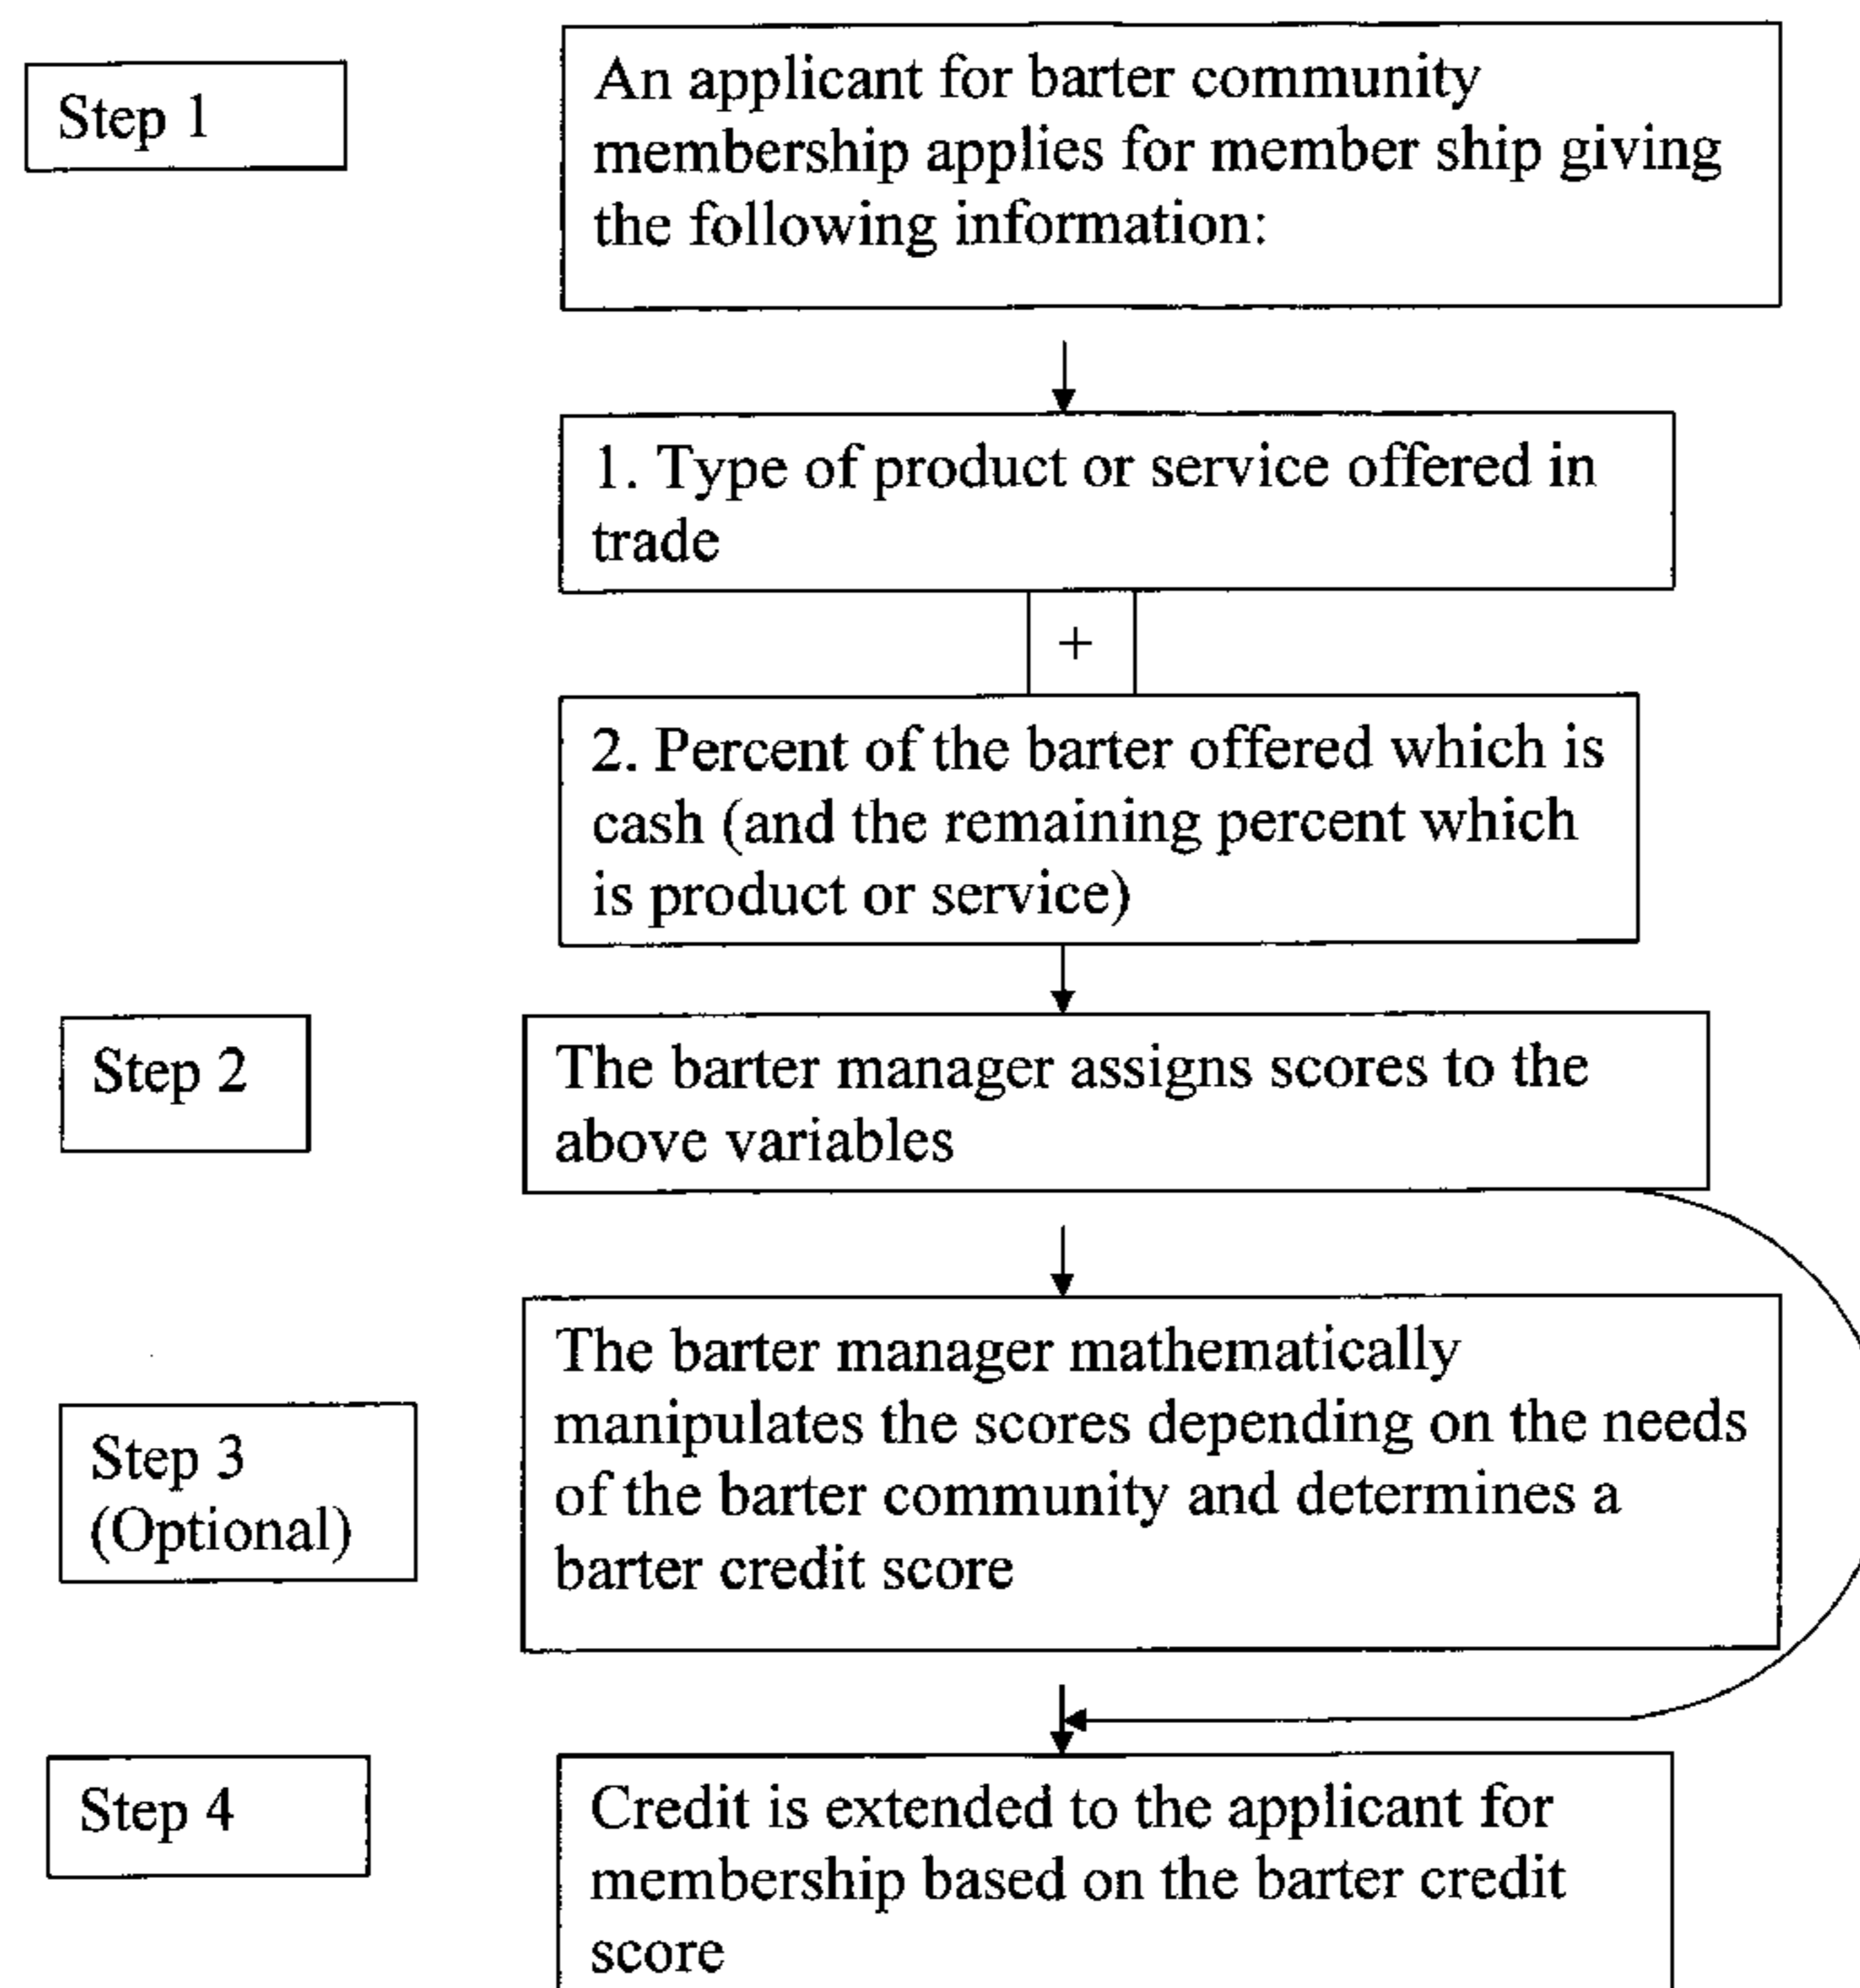 Step 1
An applicant for barter community
membership applies for member ship giving
the following information:
1. Type of product or service offered in
trade
+
2. Percent of the barter offered which is
cash (and the remaining percent which
is product or service)
Step 2
The barter manager assigns scores to the
above variables
Step 3
(Optional)
The barter manager mathematically
manipulates the scores depending on the needs
of the barter community and determines a
barter credit score
Step 4
Credit is extended to the applicant for
membership based on the barter credit
score